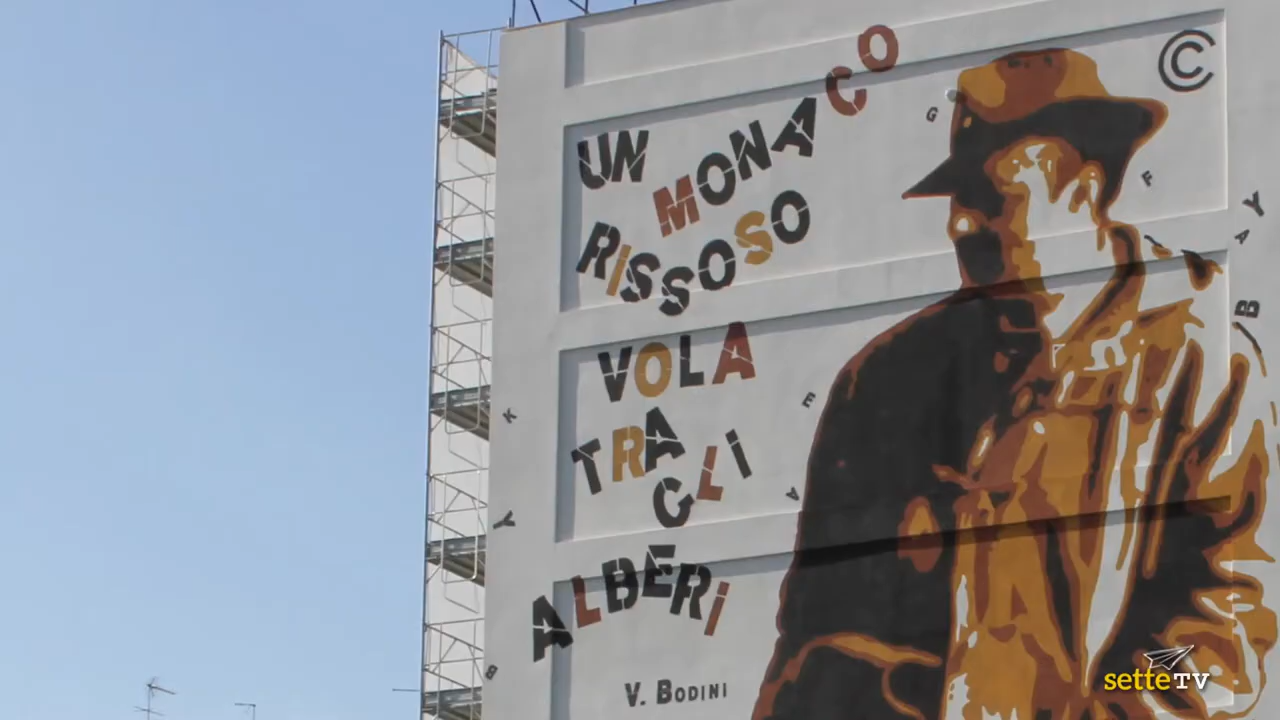 UN MONACO
RISSOSO
VOLA
TRA GLI
ALBERI
V. BODINI
©
G
F
Y
A
B
K
E
A
Y
B
setteTV